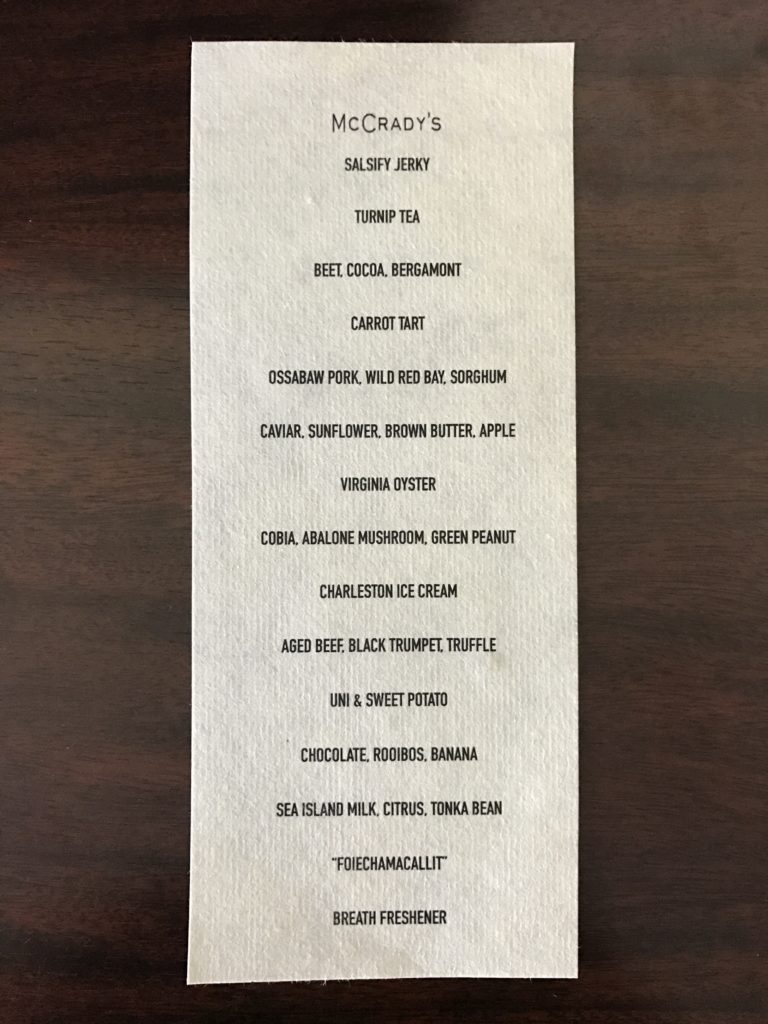 McCrady's
SALSIFY JERKY
TURNIP TEA
BEET, COCOA, BERGAMONT
CARROT TART
OSSABAW PORK, WILD RED BAY, SORGHUM
CAVIAR, SUNFLOWER, BROWN BUTTER, APPLE
VIRGINIA OYSTER
COBIA, ABALONE MUSHROOM, GREEN PEANUT
CHARLESTON ICE CREAM
AGED BEEF, BLACK TRUMPET, TRUFFLE
UNI & SWEET POTATO
CHOCOLATE, ROOIBOS, BANANA
SEA ISLAND MILK, CITRUS, TONKA BEAN
“FOIECHAMACALLIT”
BREATH FRESHENER